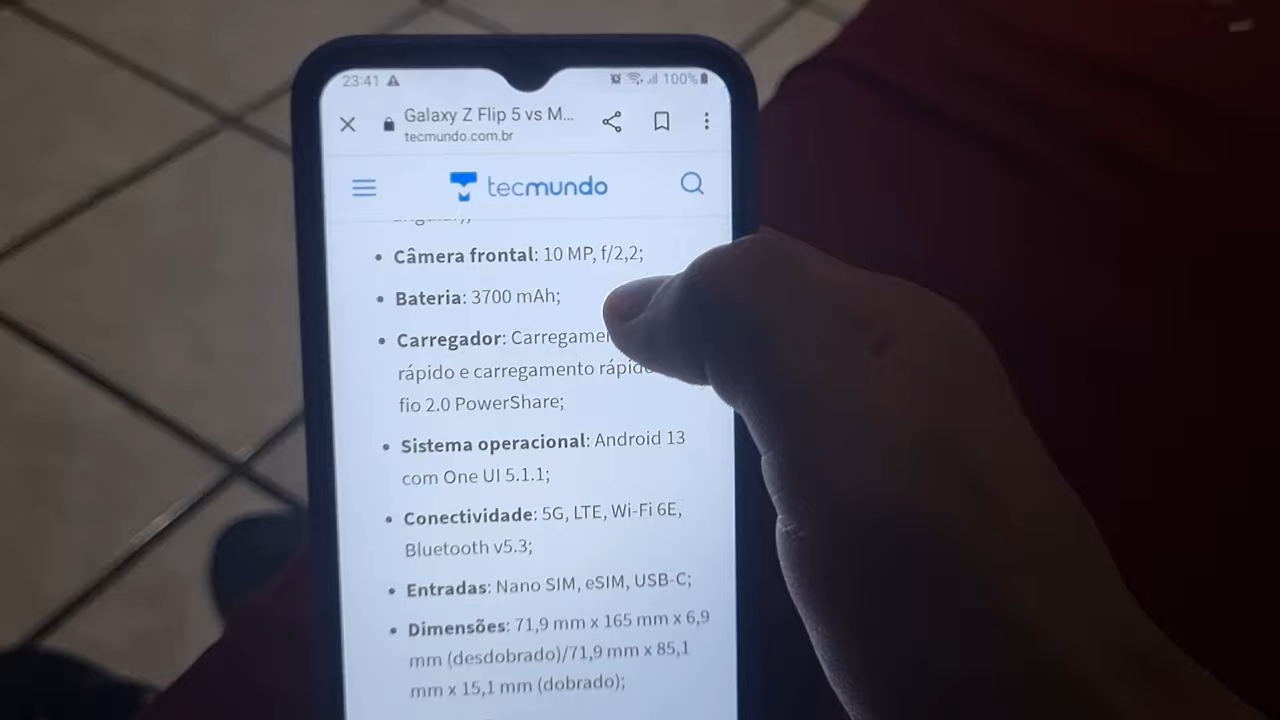 23:41 100%
Galaxy Z Flip 5 vs M...
tecmundo.com.br
tecmundo
• Câmera frontal: 10 MP, f/2,2;
• Bateria: 3700 mAh;
• Carregador:
rápido e carregamento
fio 2.0 PowerShare;
• Sistema operacional: Android 13
com One UI 5.1.1;
• Conectividade: 5G, LTE, Wi-Fi 6E,
Bluetooth v5.3;
• Entradas: Nano SIM, eSIM, USB-C;
• Dimensões: 71,9 mm x 165 mm x 6,9
mm (desdobrado)/71,9 mm x 85,1
mm x 15,1 mm (dobrado);